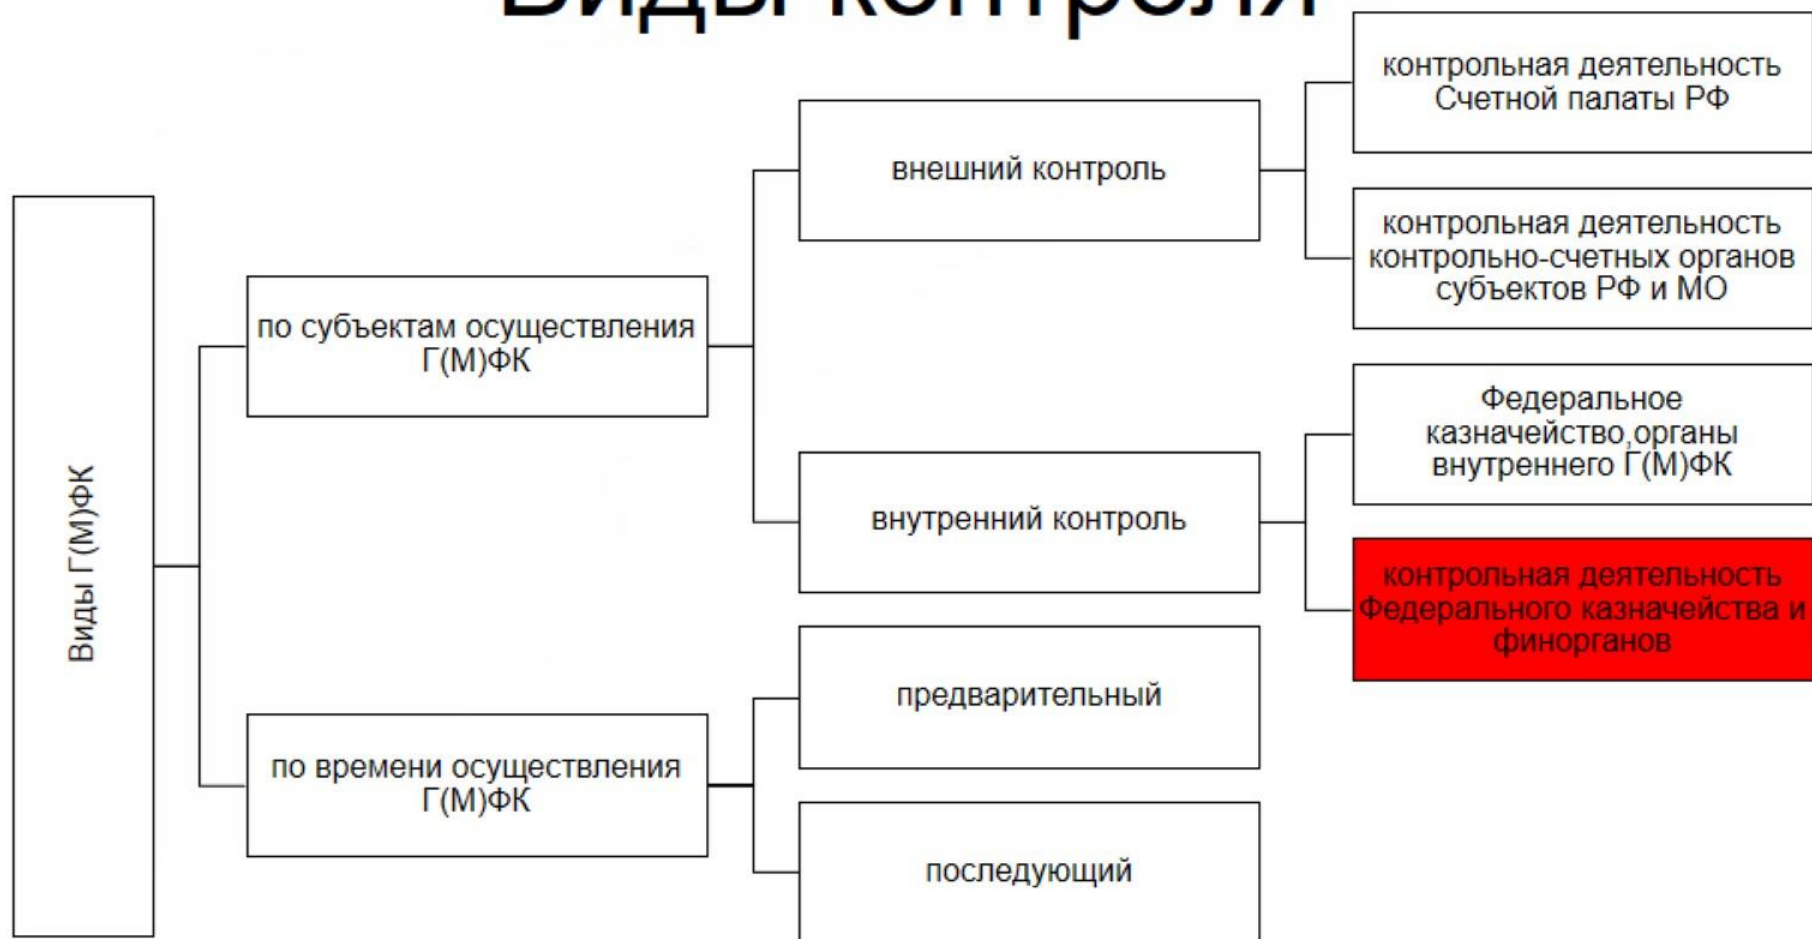 Виды контроля
контрольная деятельность
Счетной палаты РФ
внешний контроль
контрольная деятельность
контрольно-счетных органов
субъектов РФ и МО
по субъектам осуществления
Г(М)ФК
Федеральное
казначейство,органы
внутреннего Г(М)ФК
внутренний контроль
контрольная деятельность
Федерального казначейства и
финорганов
Виды Г(М)ФК
предварительный
по времени осуществления
Г(М)ФК
последующий